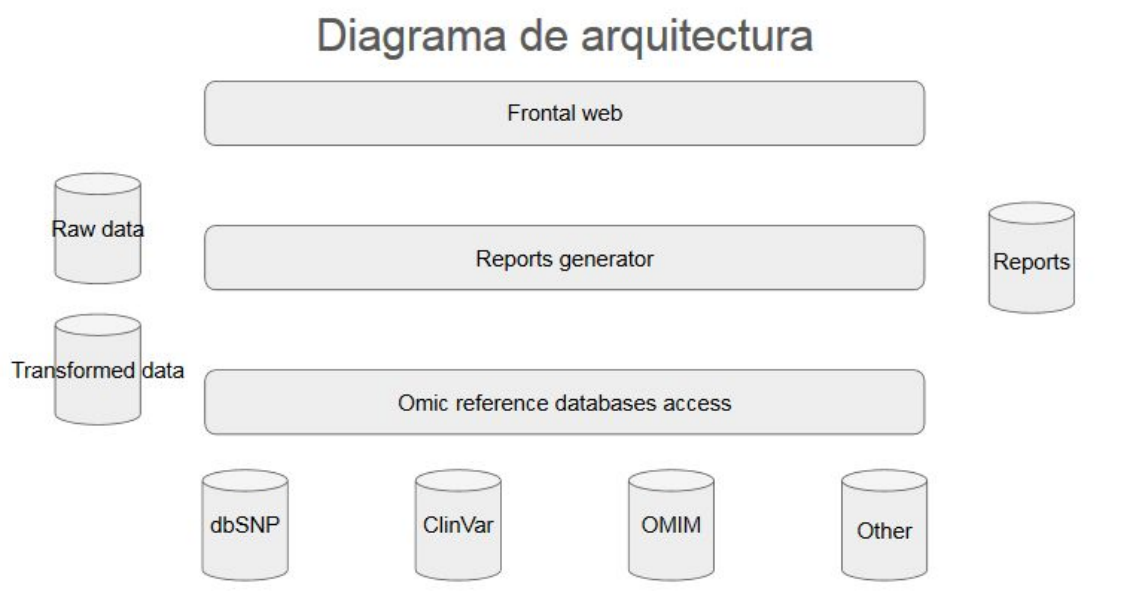 Diagrama de arquitectura
Frontal web
Raw data
Reports generator
Reports
Transformed data
Omic reference databases access
dbSNP
ClinVar
OMIM
Other